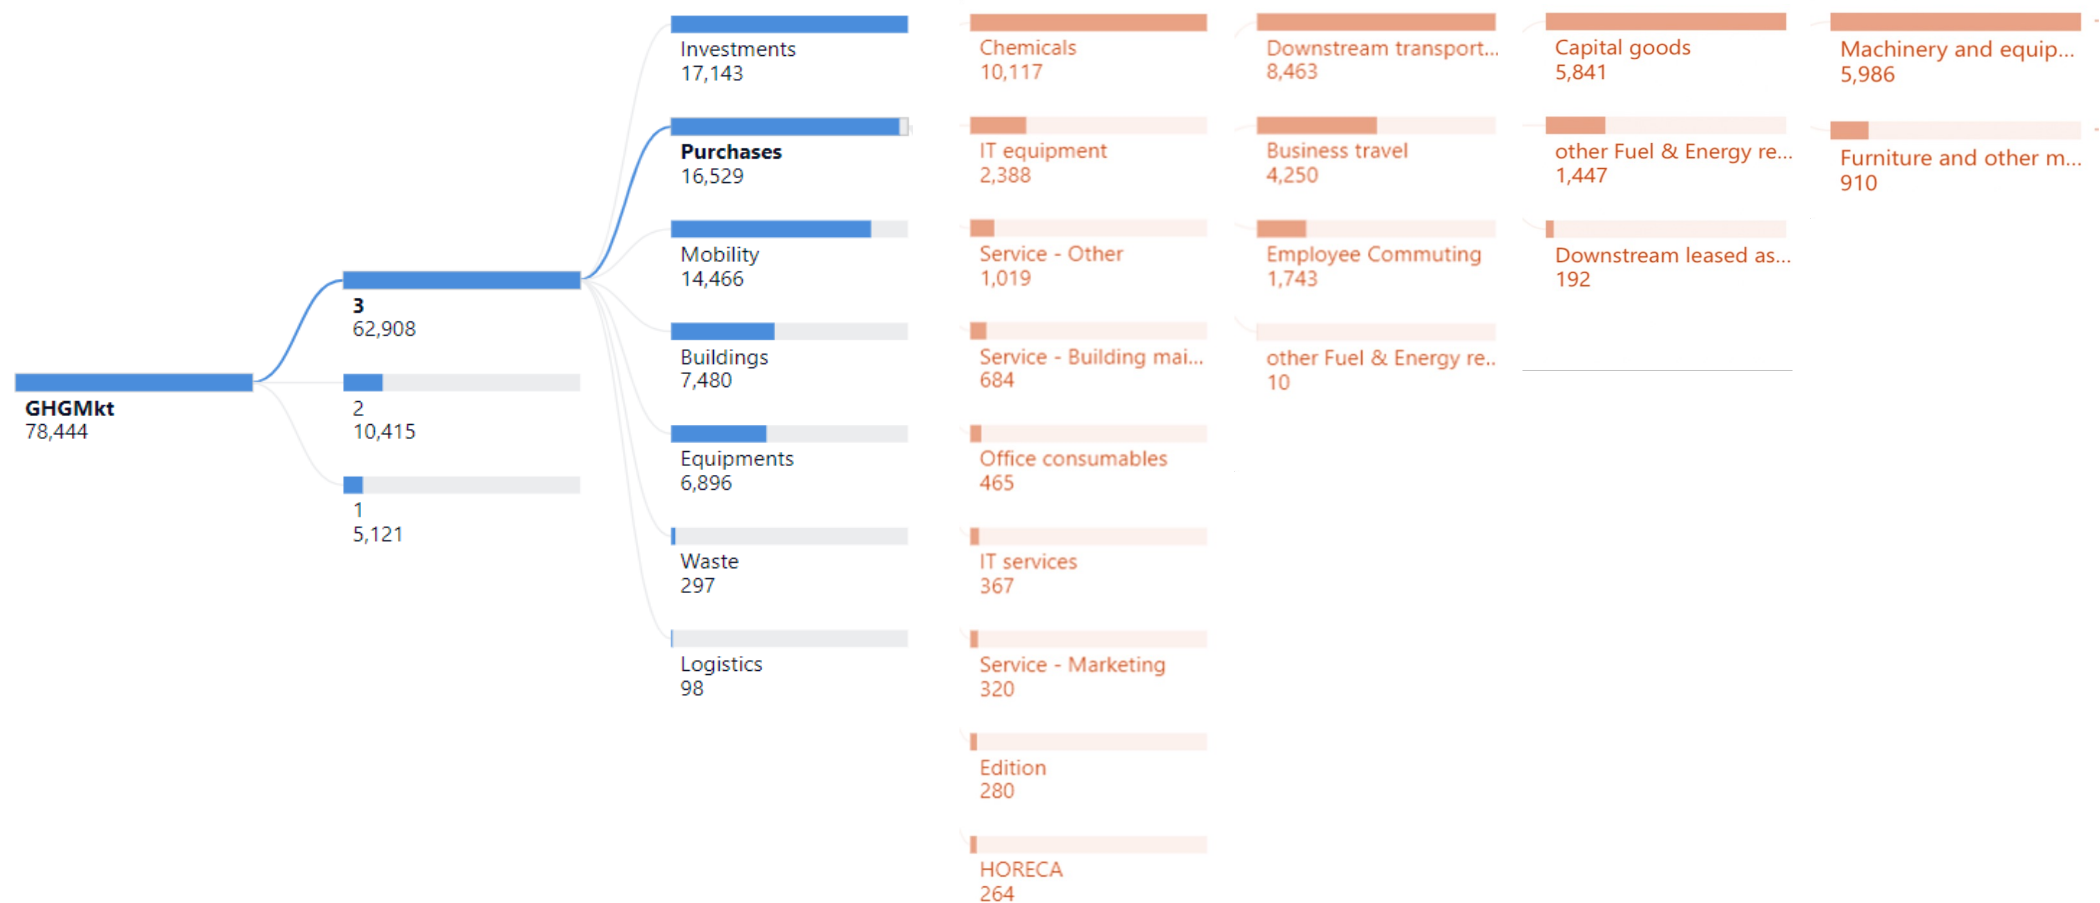 GHGMkt
78,444
3
62,908
2
10,415
1
5,121
Investments
17,143
Purchases
16,529
Mobility
14,466
Buildings
7,480
Equipments
6,896
Waste
297
Logistics
98
Chemicals
10,117
IT equipment
2,388
Service - Other
1,019
Service - Building mai...
684
Office consumables
465
IT services
367
Service - Marketing
320
Edition
280
HORECA
264
Downstream transport...
8,463
Business travel
4,250
Employee Commuting
1,743
other Fuel & Energy re..
10
Capital goods
5,841
other Fuel & Energy re...
1,447
Downstream leased as...
192
Machinery and equip...
5,986
Furniture and other m...
910